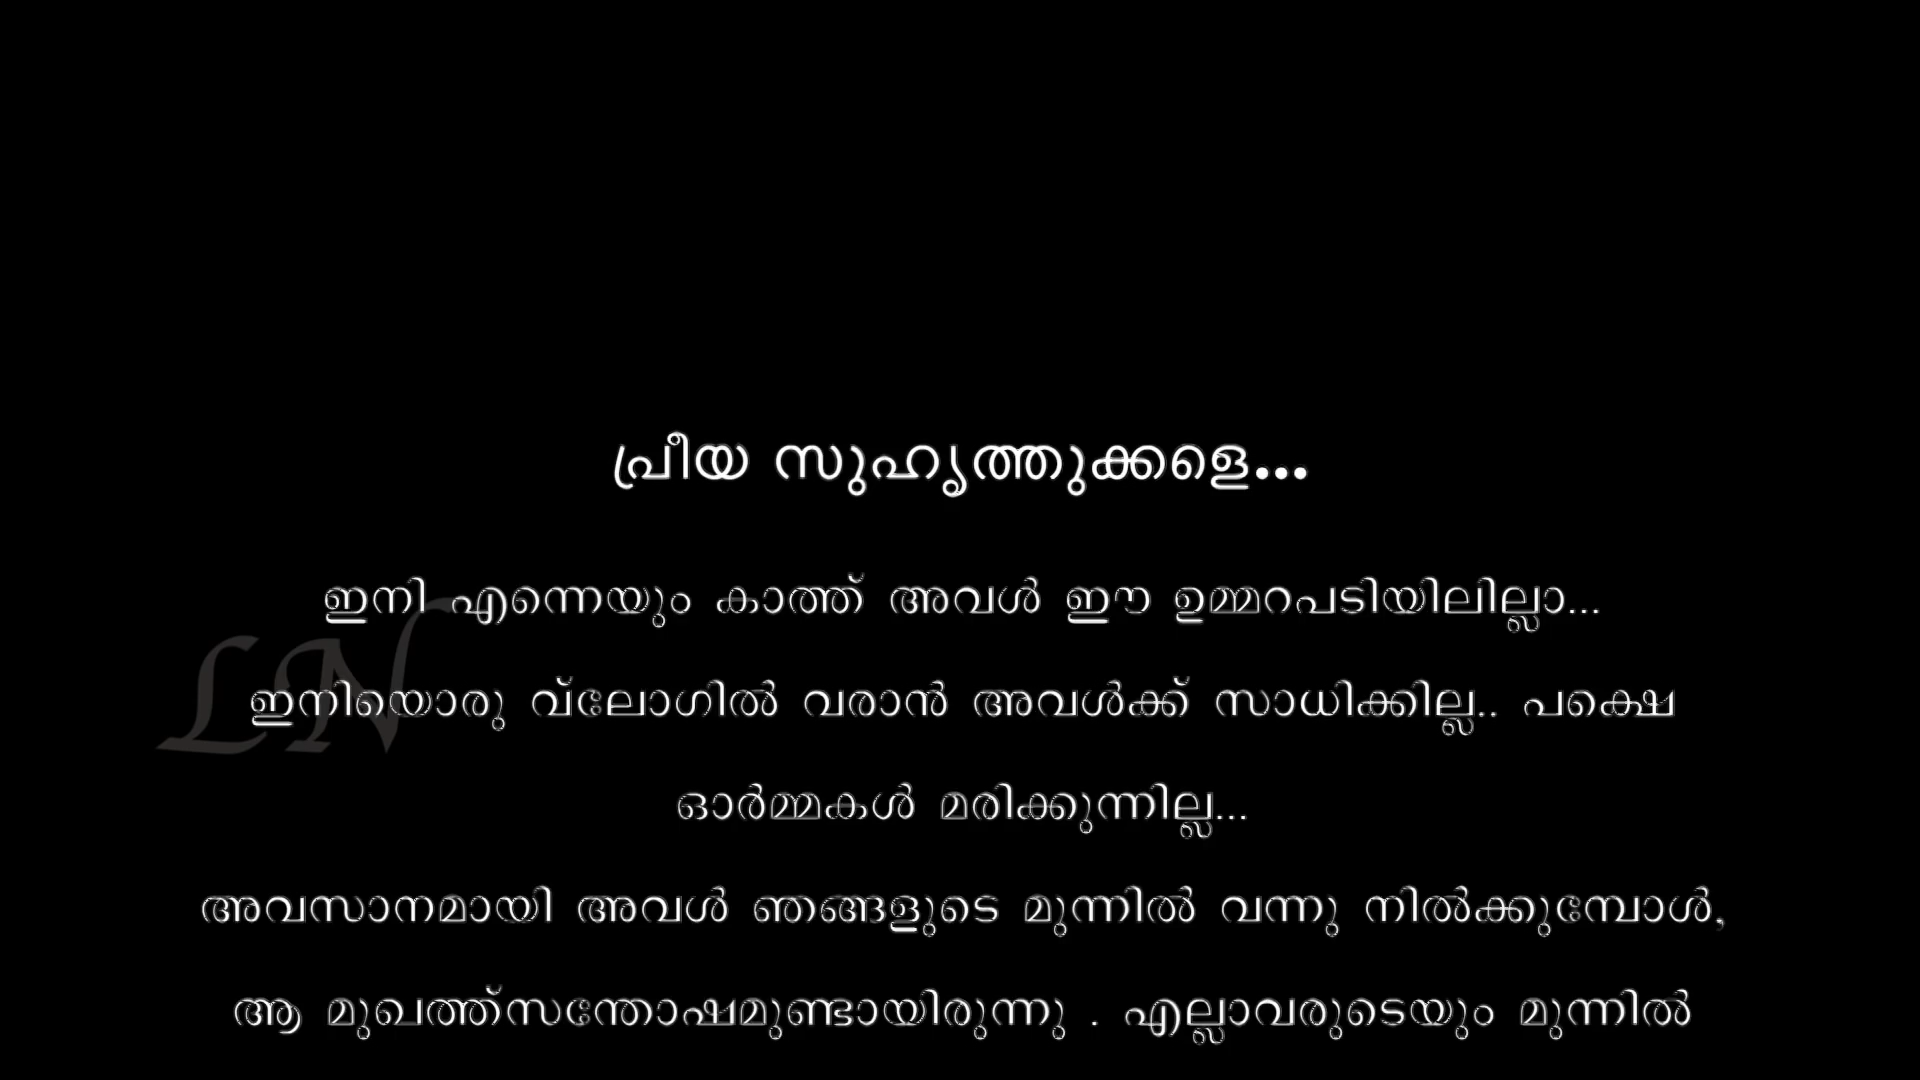 പ്രീയ സുഹൃത്തുക്കളെ...
ഇനി എന്നെയും കാത്ത് അവൾ ഈ ഉമ്മറപടിയിലില്ലാ...
ഇനിയൊരു വ്ലോഗിൽ വരാൻ അവൾക്ക് സാധിക്കില്ല.. പക്ഷെ
ഓർമ്മകൾ മരിക്കുന്നില്ല...
അവസാനമായി അവൾ ഞങ്ങളുടെ മുന്നിൽ വന്നു നിൽക്കുമ്പോൾ,
ആ മുഖത്ത്സന്തോഷമുണ്ടായിരുന്നു . എല്ലാവരുടെയും മുന്നിൽ
LN